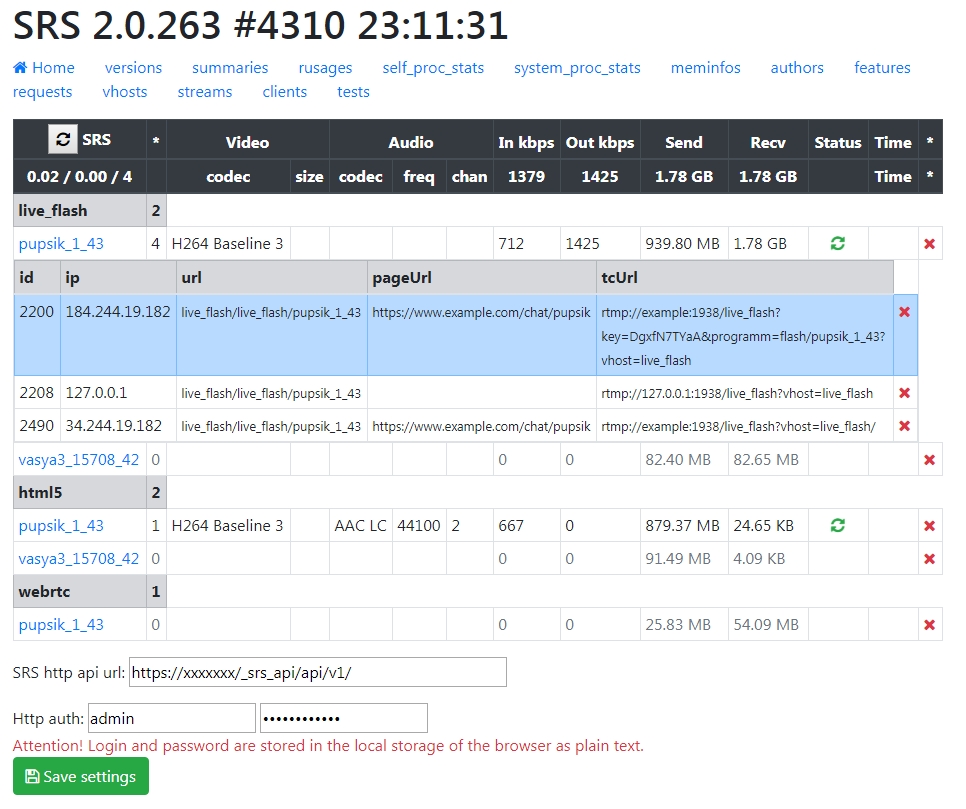 SRS 2.0.263 #4310 23:11:31
Home versions summaries rusages self_proc_stats system_proc_stats meminfos authors features
requests vhosts streams clients tests
SRS * Video Audio In kbps Out kbps Send Recv Status Time *
0.02 / 0.00 / 4 codec size codec freq chan 1379 1425 1.78 GB 1.78 GB Time *
live_flash 2
pupsik_1_43 4 H264 Baseline 3 712 1425 939.80 MB 1.78 GB
id ip url pageUrl tcUrl
2200 184.244.19.182 live_flash/live_flash/pupsik_1_43 https://www.example.com/chat/pupsik rtmp://example:1938/live_flash?
key=DgxfN7TYaA&programm=flash/pupsik_1_43?
vhost=live_flash
2208 127.0.0.1 live_flash/live_flash/pupsik_1_43 rtmp://127.0.0.1:1938/live_flash?vhost=live_flash
2490 34.244.19.182 live_flash/live_flash/pupsik_1_43 https://www.example.com/chat/pupsik rtmp://example:1938/live_flash?vhost=live_flash/
vasya3_15708_42 0 0 0 82.40 MB 82.65 MB
html5 2
pupsik_1_43 1 H264 Baseline 3 AAC LC 44100 2 667 0 879.37 MB 24.65 KB
vasya3_15708_42 0 0 0 91.49 MB 4.09 KB
webrtc 1
pupsik_1_43 0 0 0 25.83 MB 54.09 MB
SRS http api url: https://xxxxxxx/_srs_api/api/v1/
Http auth: admin ••••••••••••
Attention! Login and password are stored in the local storage of the browser as plain text.
Save settings